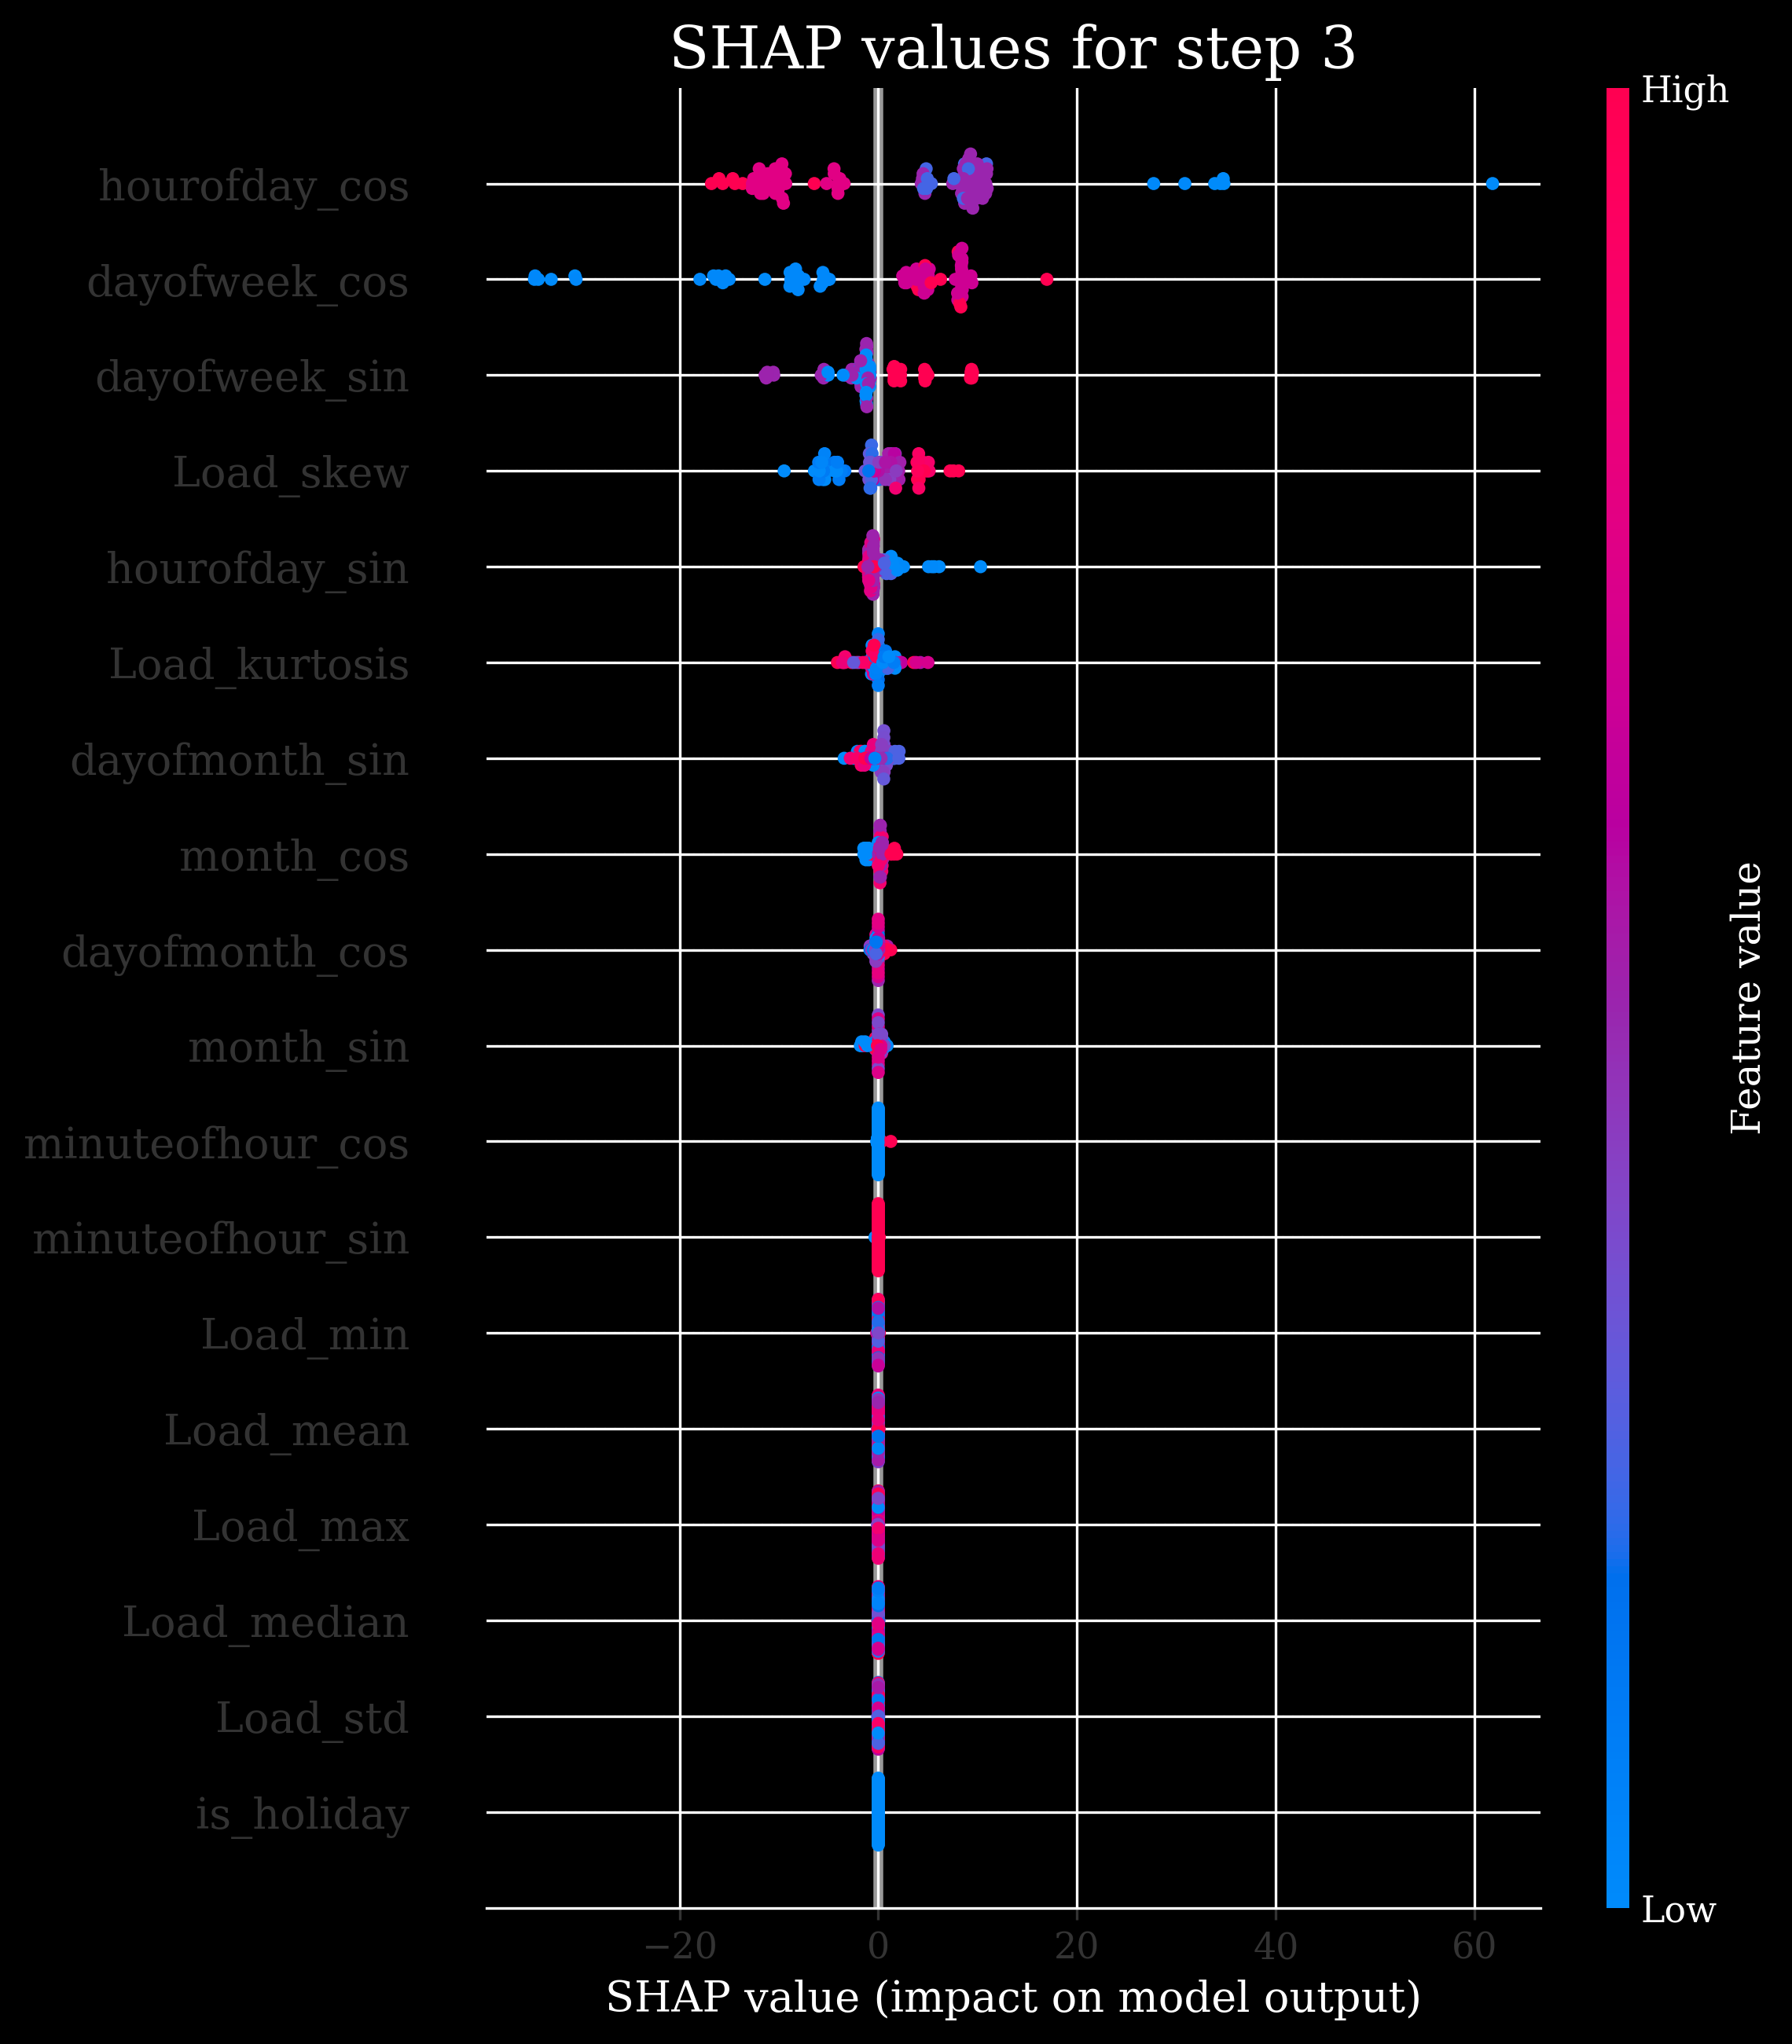 SHAP values for step 3
High
hourofday_cos
dayofweek_cos
dayofweek_sin
Load_skew
hourofday_sin
Load_kurtosis
dayofmonth_sin
month_cos
dayofmonth_cos
month_sin
minuteofhour_cos
minuteofhour_sin
Load_min
Load_mean
Load_max
Load_median
Load_std
is_holiday
Feature value
Low
−20 0 20 40 60
SHAP value (impact on model output)